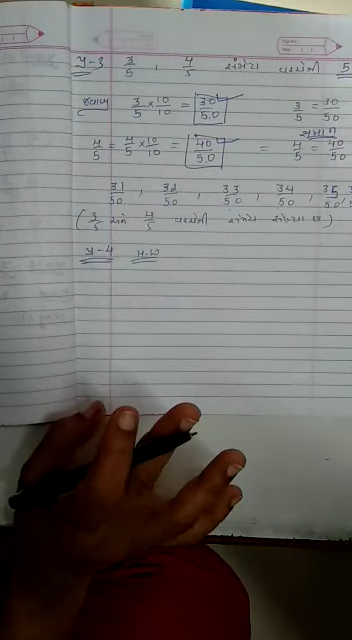 પ્ર-3 3/5 , 4/5 સંમેય વચ્ચેની 5
જવાબ 3/5 × 10/10 = 30/50 3/5 = 30/50
સમાન
4/5 = 4/5 × 10/10 = 40/50 = 4/5 = 40/50
31/50 , 32/50 , 33/50 , 34/50 , 35/50 ,
( 3/5 અને 4/5 વચ્ચેની સંમેય સંખ્યા છે )
પ્ર-4 H.W